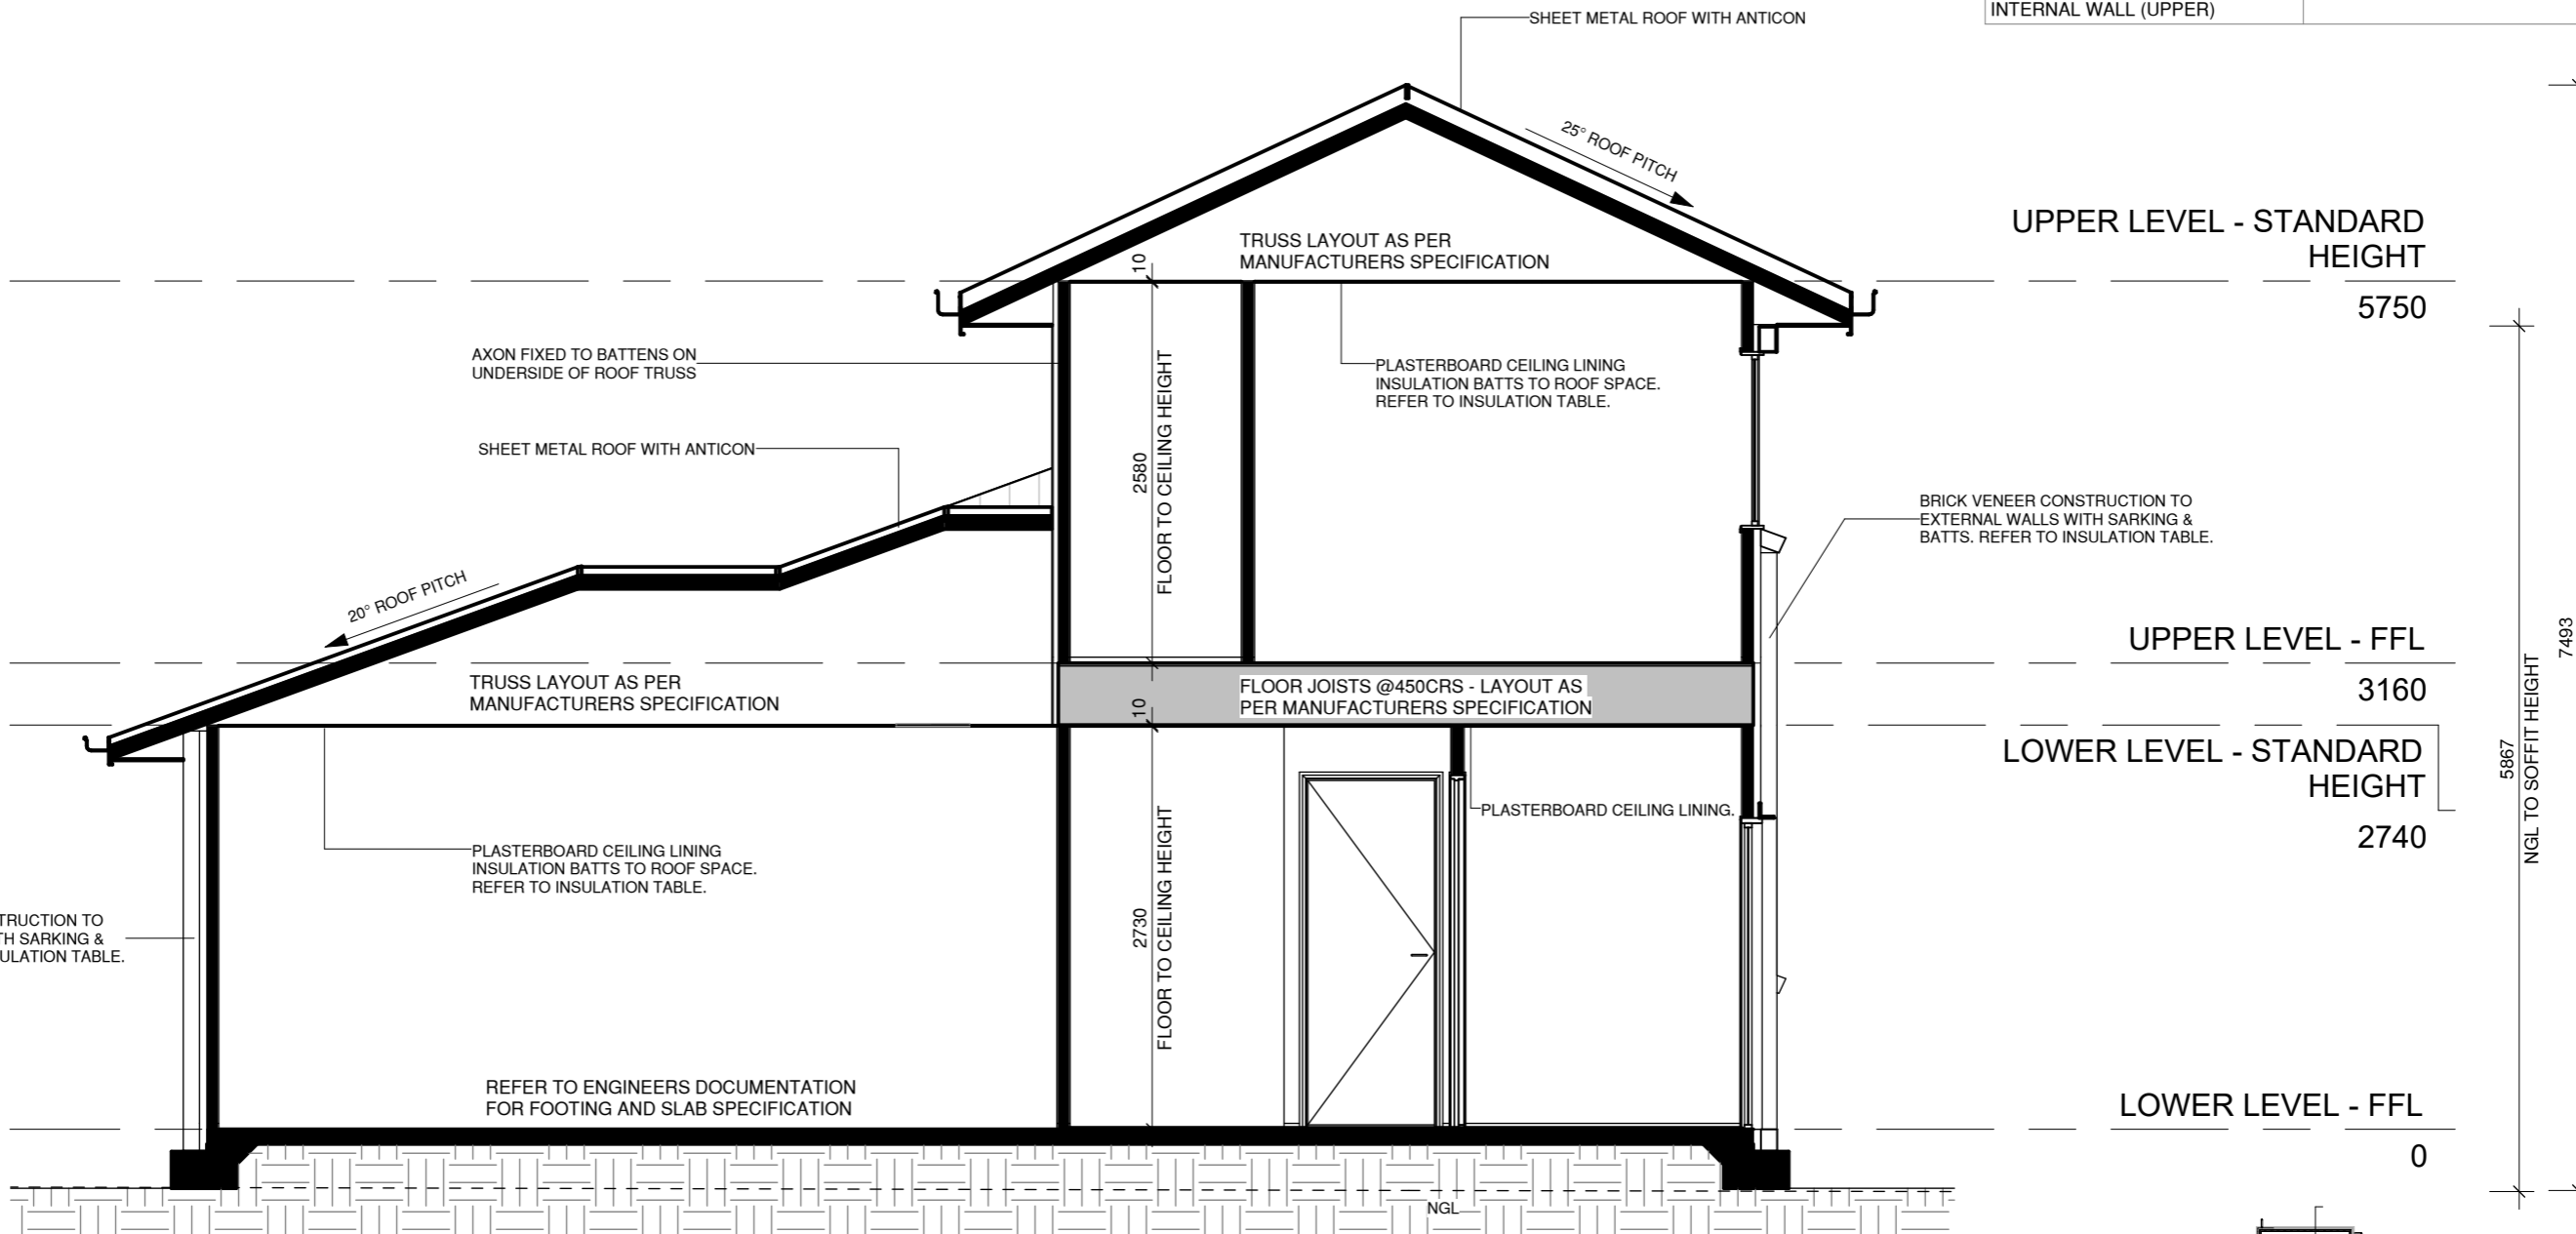 SHEET METAL ROOF WITH ANTICON
INTERNAL WALL (UPPER)
25° ROOF PITCH
TRUSS LAYOUT AS PER
MANUFACTURERS SPECIFICATION
10
UPPER LEVEL - STANDARD
HEIGHT
5750
AXON FIXED TO BATTENS ON
UNDERSIDE OF ROOF TRUSS
PLASTERBOARD CEILING LINING
INSULATION BATTS TO ROOF SPACE.
REFER TO INSULATION TABLE.
SHEET METAL ROOF WITH ANTICON
2580
FLOOR TO CEILING HEIGHT
BRICK VENEER CONSTRUCTION TO
EXTERNAL WALLS WITH SARKING &
BATTS. REFER TO INSULATION TABLE.
20° ROOF PITCH
UPPER LEVEL - FFL
3160
7493
TRUSS LAYOUT AS PER
MANUFACTURERS SPECIFICATION
10
FLOOR JOISTS @450CRS - LAYOUT AS
PER MANUFACTURERS SPECIFICATION
LOWER LEVEL - STANDARD
HEIGHT
2740
5867
NGL TO SOFFIT HEIGHT
PLASTERBOARD CEILING LINING.
PLASTERBOARD CEILING LINING
INSULATION BATTS TO ROOF SPACE.
REFER TO INSULATION TABLE.
2730
FLOOR TO CEILING HEIGHT
TRUCTION TO
TH SARKING &
ULATION TABLE.
REFER TO ENGINEERS DOCUMENTATION
FOR FOOTING AND SLAB SPECIFICATION
LOWER LEVEL - FFL
0
NGL